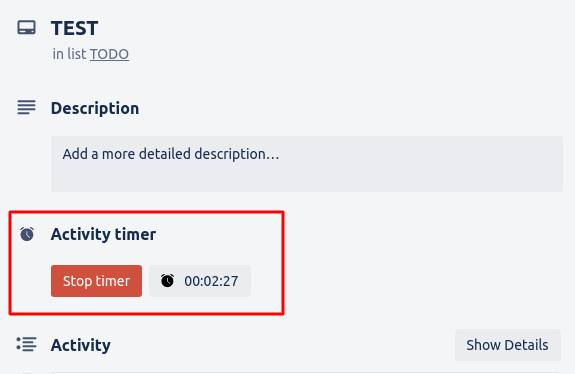 TEST
in list TODO
Description
Add a more detailed description…
Activity timer
Stop timer 00:02:27
Activity Show Details